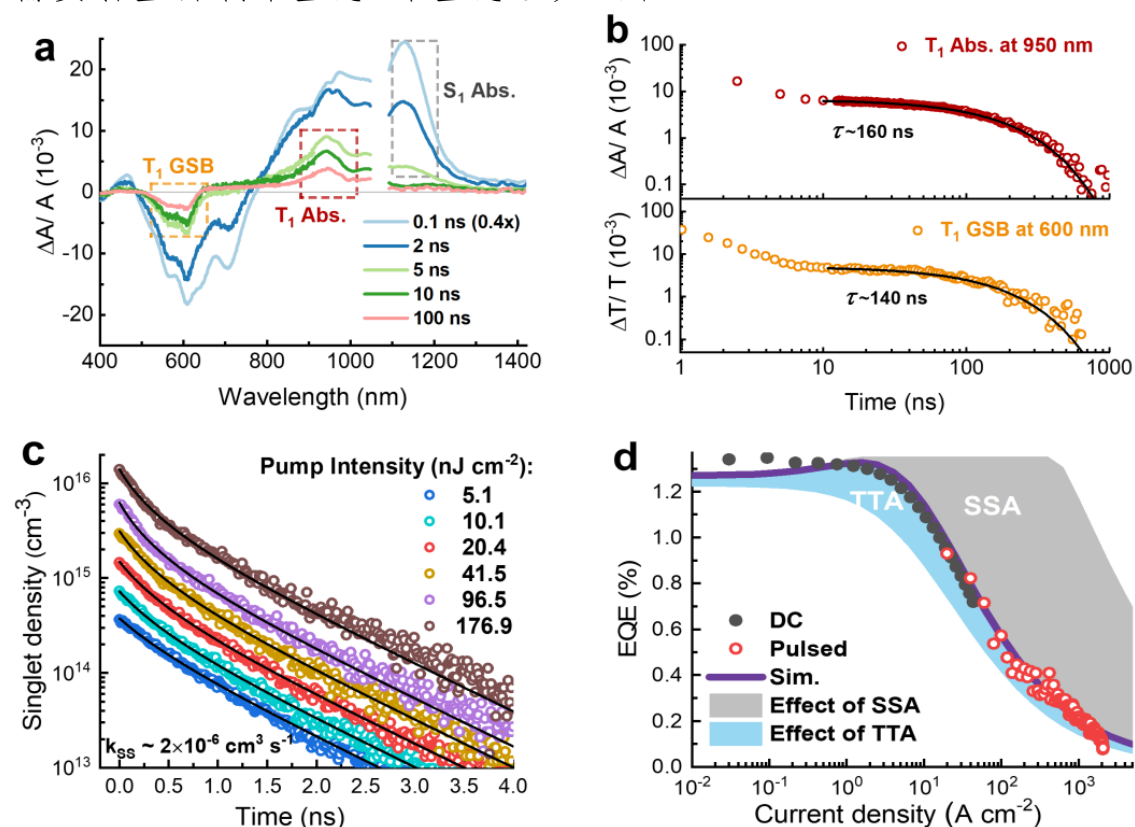 a
S₁ Abs.
T₁ GSB
T₁ Abs.
0.1 ns (0.4x)
2 ns
5 ns
10 ns
100 ns
ΔA/ A (10⁻³)
20
10
0
-10
-20
400 600 800 1000 1200 1400
Wavelength (nm)
b
T₁ Abs. at 950 nm
τ~160 ns
ΔA/ A (10⁻³)
100
10
1
0.1
T₁ GSB at 600 nm
τ~140 ns
ΔT/ T (10⁻³)
100
10
1
0.1
1 10 100 1000
Time (ns)
c
Pump Intensity (nJ cm⁻²):
5.1
10.1
20.4
41.5
96.5
176.9
kSS ~ 2×10⁻⁶ cm³ s⁻¹
Singlet density (cm⁻³)
10¹⁶
10¹⁵
10¹⁴
10¹³
0.0 0.5 1.0 1.5 2.0 2.5 3.0 3.5 4.0
Time (ns)
d
TTA
SSA
DC
Pulsed
Sim.
Effect of SSA
Effect of TTA
EQE (%)
1.2
1.0
0.8
0.6
0.4
0.2
0.0
10⁻² 10⁻¹ 10⁰ 10¹ 10² 10³
Current density (A cm⁻²)